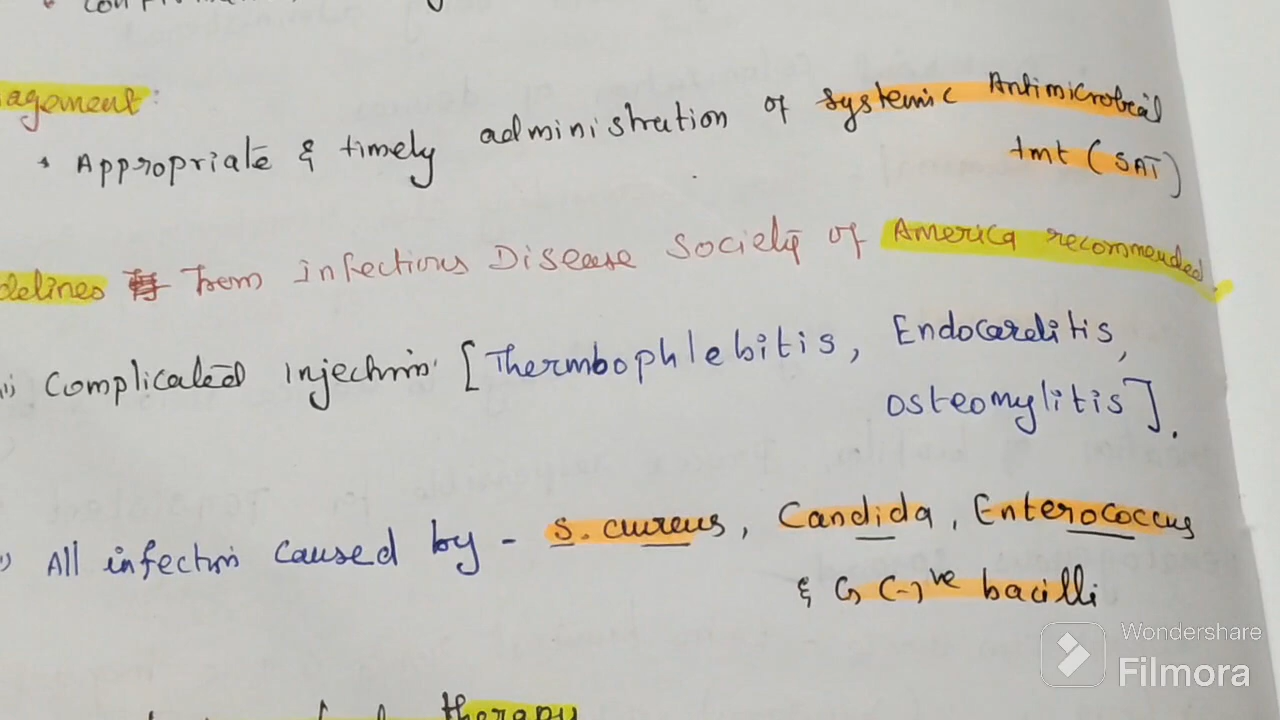 agement:
Appropriate & timely administration of systemic Antimicrobial
tmt (SAT)
delines from infectious Disease Society of America recommended.
Complicated injection [Thermbophlebitis, Endocarditis,
osteomylitis].
All infection caused by - S. aureus, Candida, Enterococcus
& G (-)ve bacilli
therapy
Wondershare
Filmora